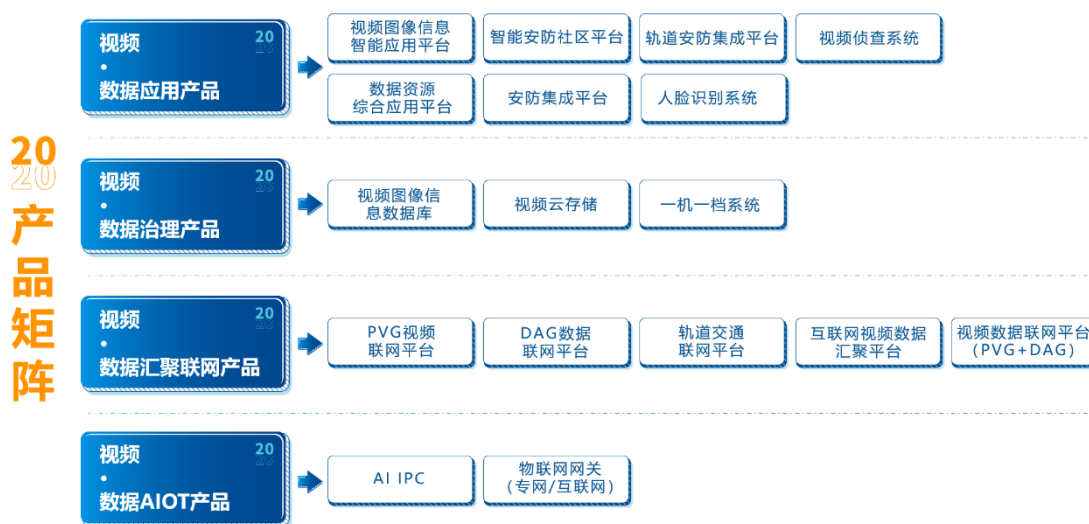 2020
产品矩阵
视频
·
数据应用产品
2020
视频图像信息
智能应用平台
智能安防社区平台
轨道安防集成平台
视频侦查系统
数据资源
综合应用平台
安防集成平台
人脸识别系统
视频
·
数据治理产品
2020
视频图像信
息数据库
视频云存储
一机一档系统
视频
·
数据汇聚联网产品
2020
PVG视频
联网平台
DAG数据
联网平台
轨道交通
联网平台
互联网视频数据
汇聚平台
视频数据联网平台
(PVG+DAG)
视频
·
数据AIOT产品
2020
AI IPC
物联网网关
(专网/互联网)